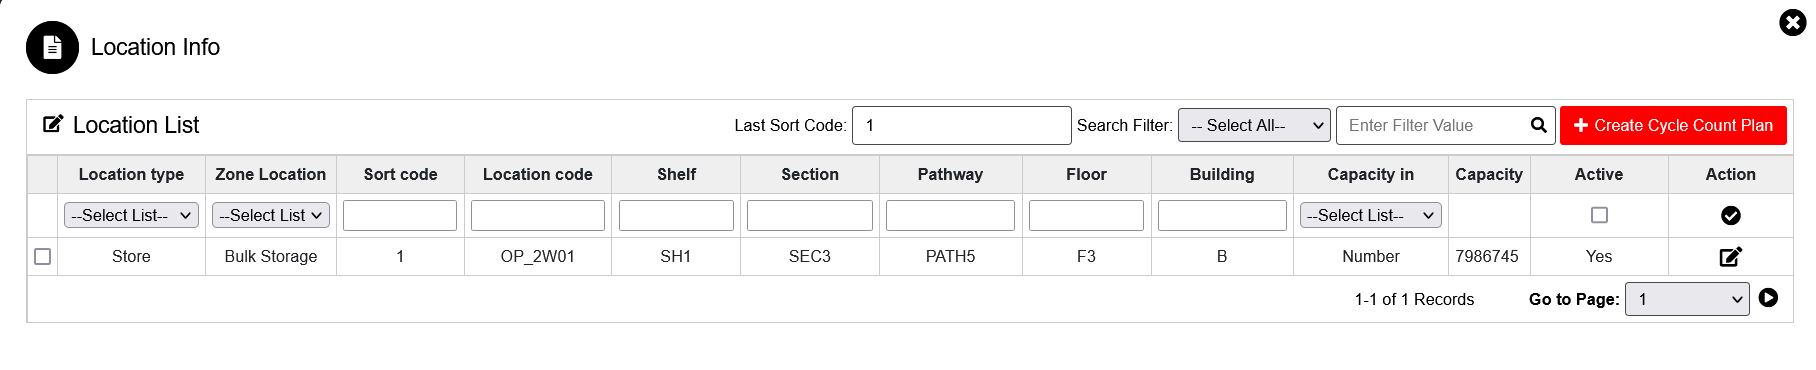 Location Info
Location List Last Sort Code: 1 Search Filter: -- Select All-- Enter Filter Value Create Cycle Count Plan
Location type Zone Location Sort code Location code Shelf Section Pathway Floor Building Capacity in Capacity Active Action
--Select List-- --Select List --Select List--
Store Bulk Storage 1 OP_2W01 SH1 SEC3 PATH5 F3 B Number 7986745 Yes
1-1 of 1 Records Go to Page: 1